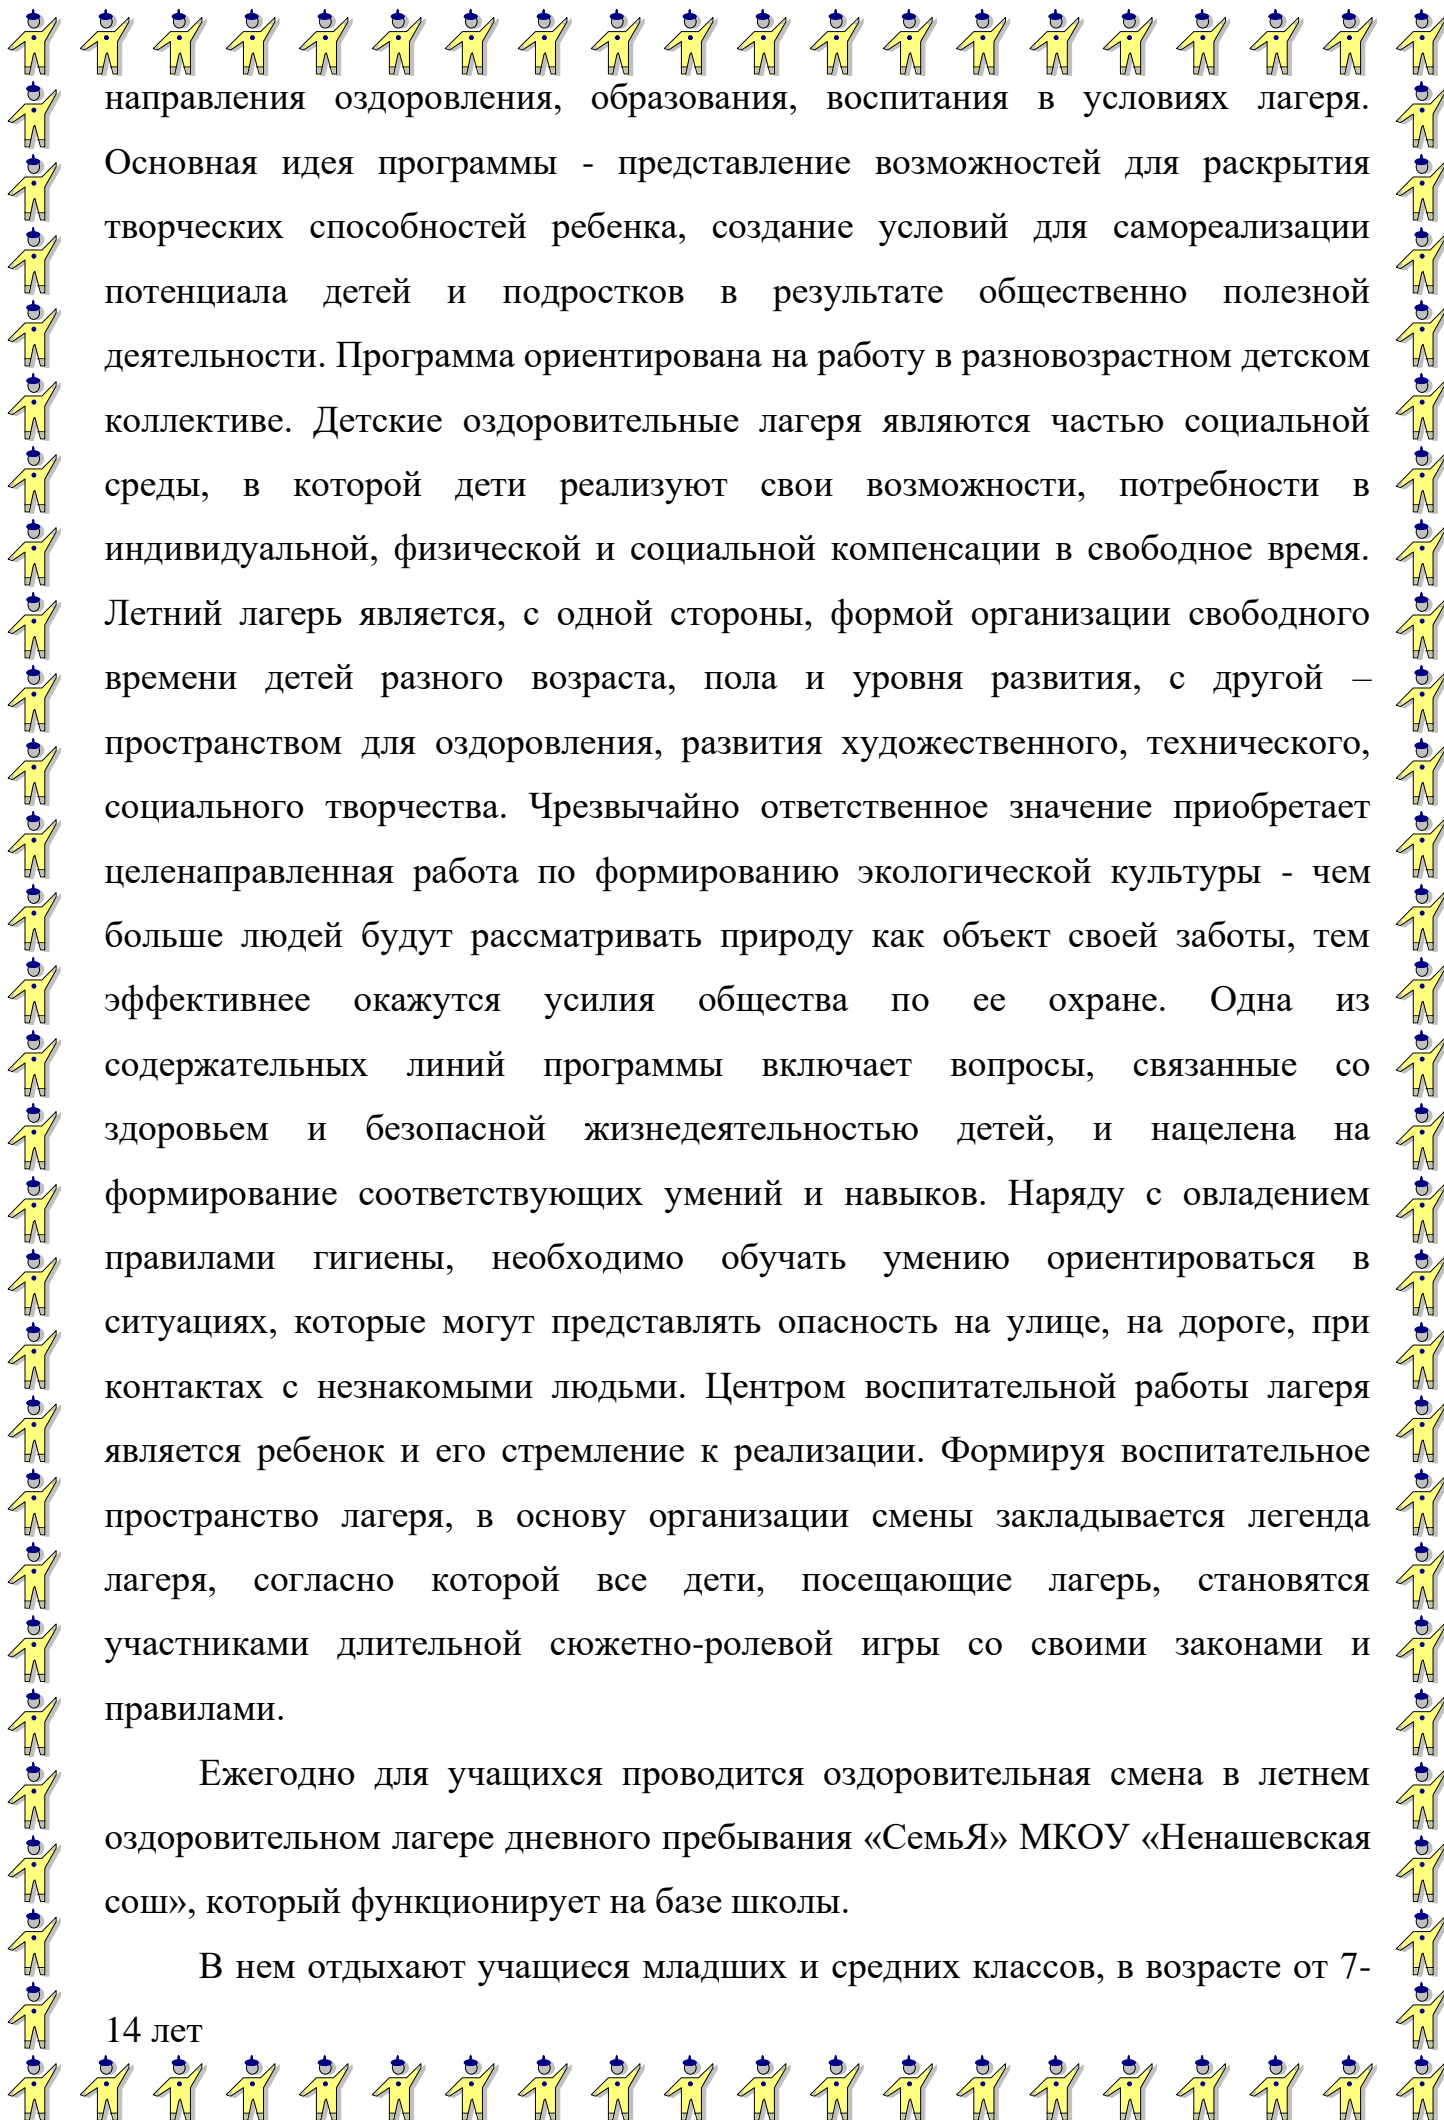 направления оздоровления, образования, воспитания в условиях лагеря.
Основная идея программы - представление возможностей для раскрытия
творческих способностей ребенка, создание условий для самореализации
потенциала детей и подростков в результате общественно полезной
деятельности. Программа ориентирована на работу в разновозрастном детском
коллективе. Детские оздоровительные лагеря являются частью социальной
среды, в которой дети реализуют свои возможности, потребности в
индивидуальной, физической и социальной компенсации в свободное время.
Летний лагерь является, с одной стороны, формой организации свободного
времени детей разного возраста, пола и уровня развития, с другой –
пространством для оздоровления, развития художественного, технического,
социального творчества. Чрезвычайно ответственное значение приобретает
целенаправленная работа по формированию экологической культуры - чем
больше людей будут рассматривать природу как объект своей заботы, тем
эффективнее окажутся усилия общества по ее охране. Одна из
содержательных линий программы включает вопросы, связанные со
здоровьем и безопасной жизнедеятельностью детей, и нацелена на
формирование соответствующих умений и навыков. Наряду с овладением
правилами гигиены, необходимо обучать умению ориентироваться в
ситуациях, которые могут представлять опасность на улице, на дороге, при
контактах с незнакомыми людьми. Центром воспитательной работы лагеря
является ребенок и его стремление к реализации. Формируя воспитательное
пространство лагеря, в основу организации смены закладывается легенда
лагеря, согласно которой все дети, посещающие лагерь, становятся
участниками длительной сюжетно-ролевой игры со своими законами и
правилами.
Ежегодно для учащихся проводится оздоровительная смена в летнем
оздоровительном лагере дневного пребывания «СемьЯ» МКОУ «Ненашевская
сош», который функционирует на базе школы.
В нем отдыхают учащиеся младших и средних классов, в возрасте от 7-
14 лет